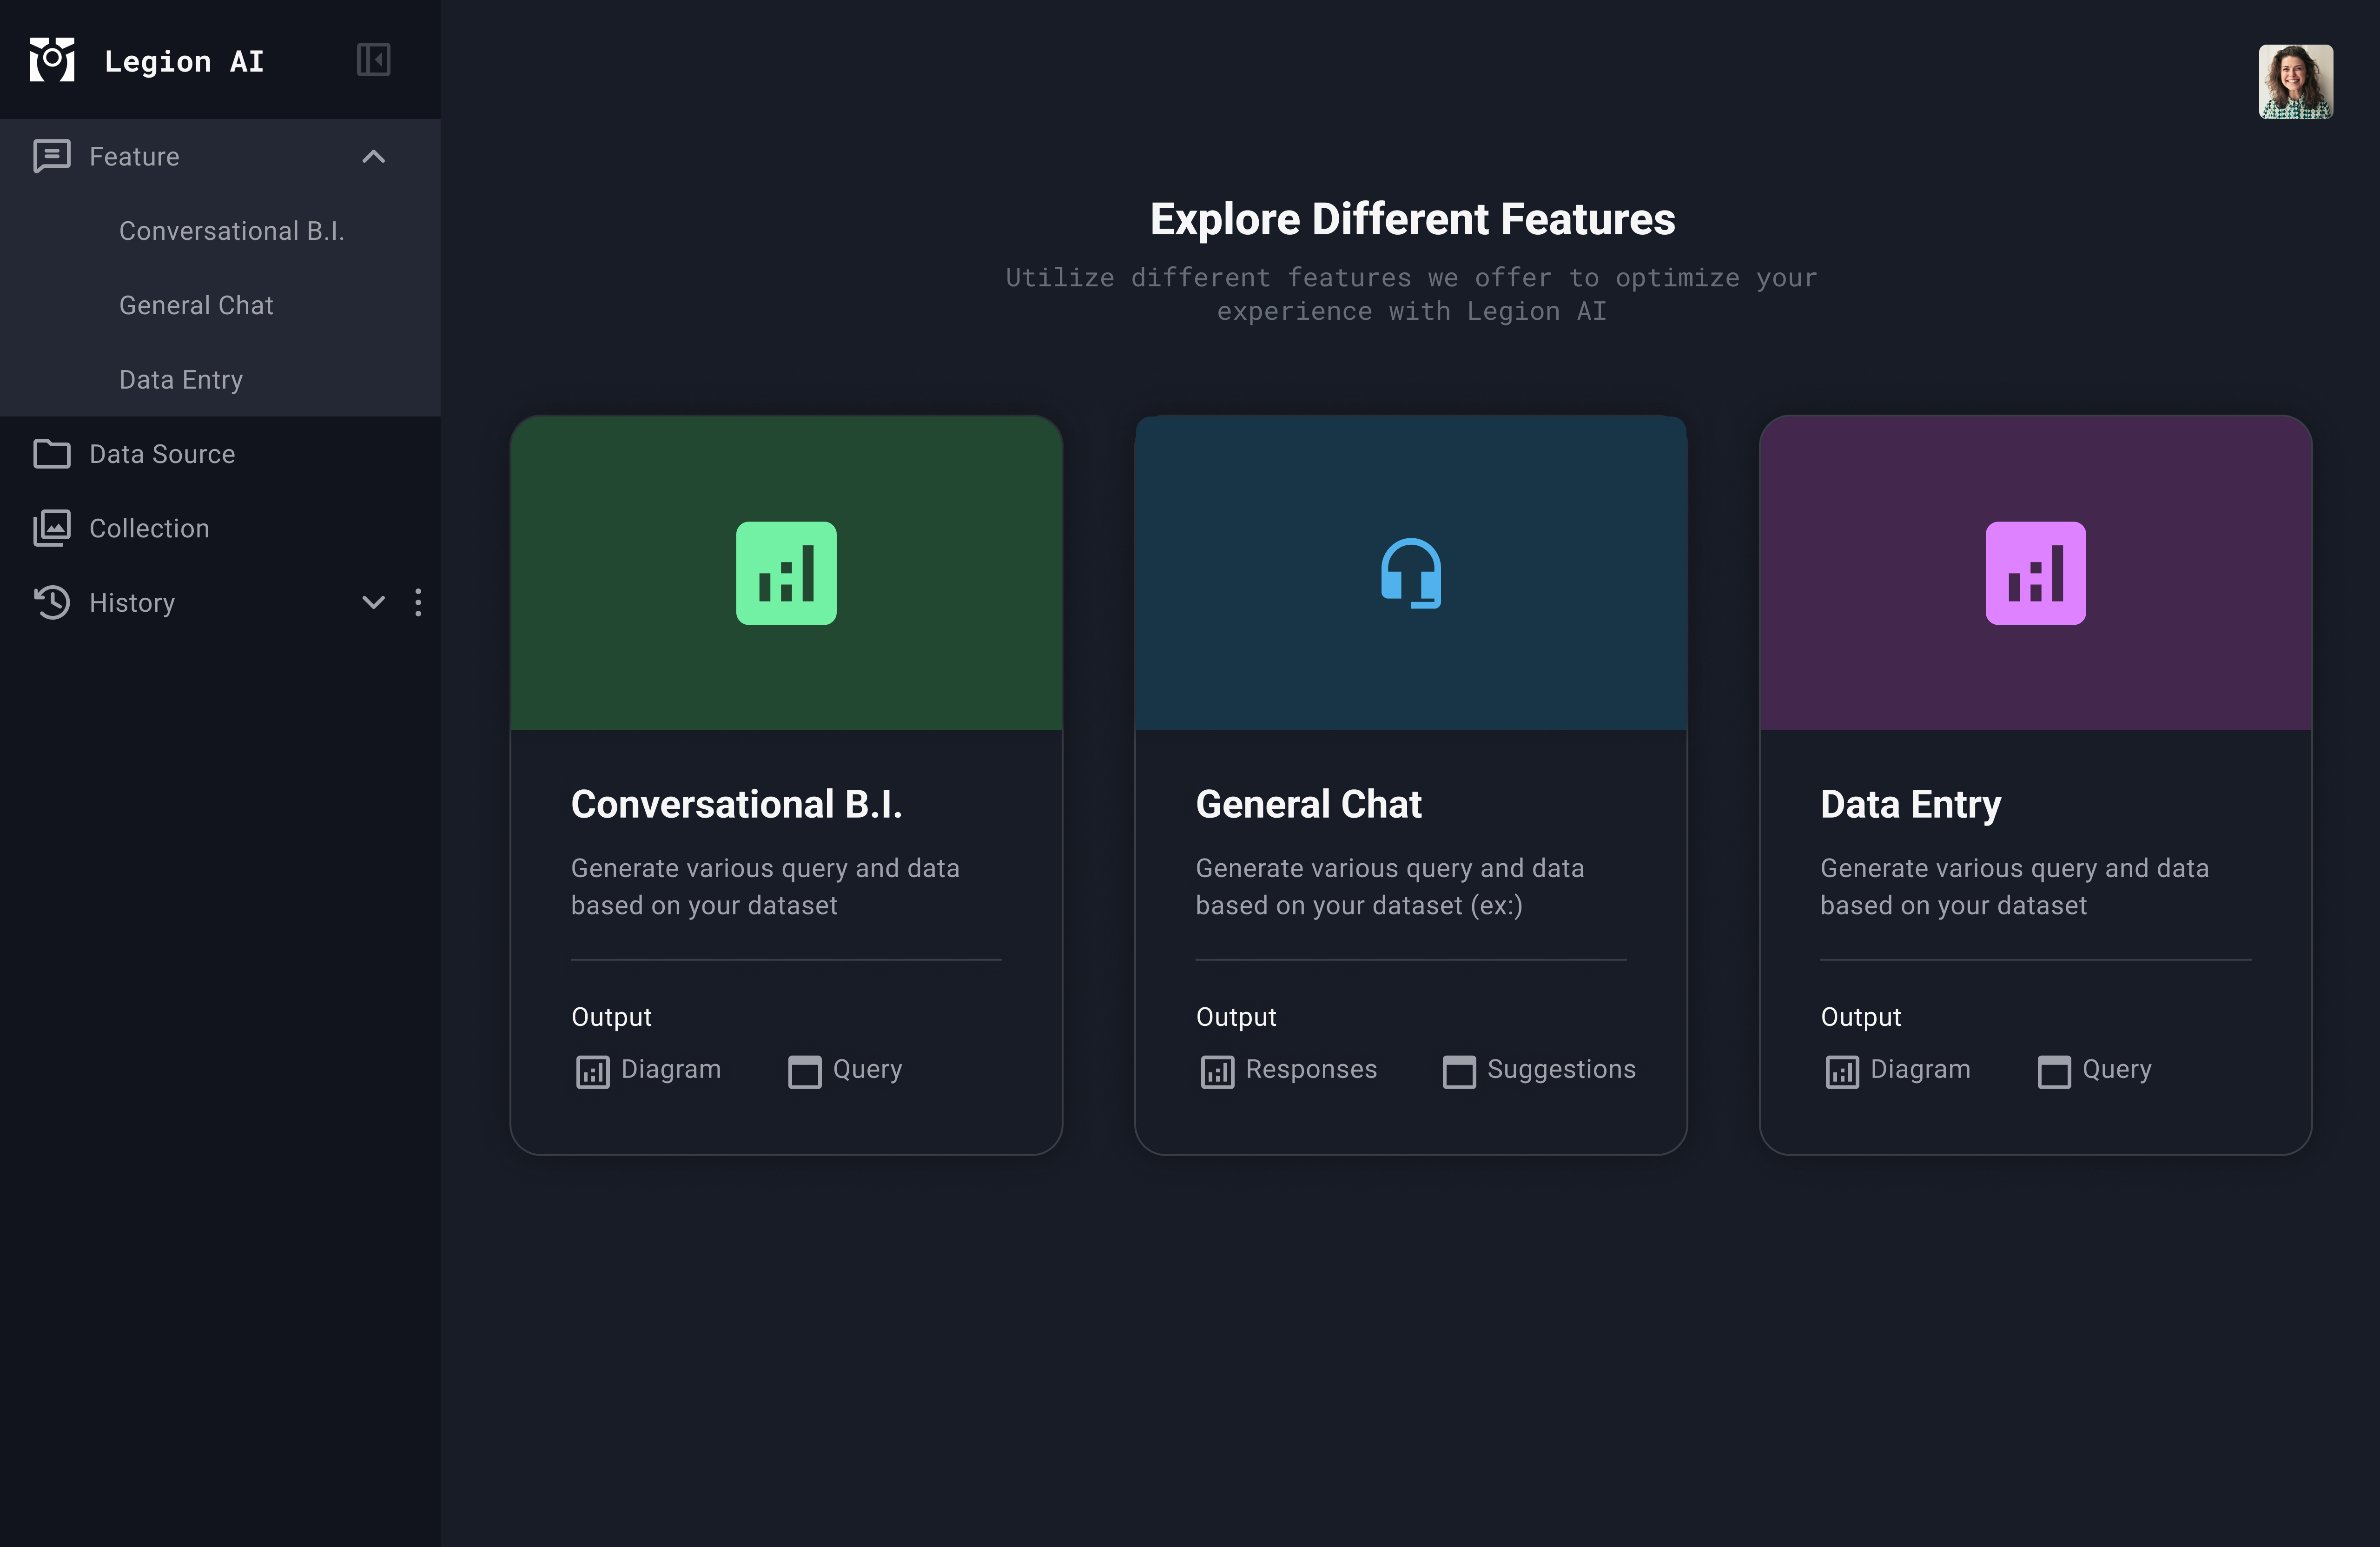 Legion AI
Feature
Conversational B.I.
General Chat
Data Entry
Data Source
Collection
History
Explore Different Features
Utilize different features we offer to optimize your
experience with Legion AI
Conversational B.I.
Generate various query and data
based on your dataset
Output
Diagram Query
General Chat
Generate various query and data
based on your dataset (ex:)
Output
Responses Suggestions
Data Entry
Generate various query and data
based on your dataset
Output
Diagram Query